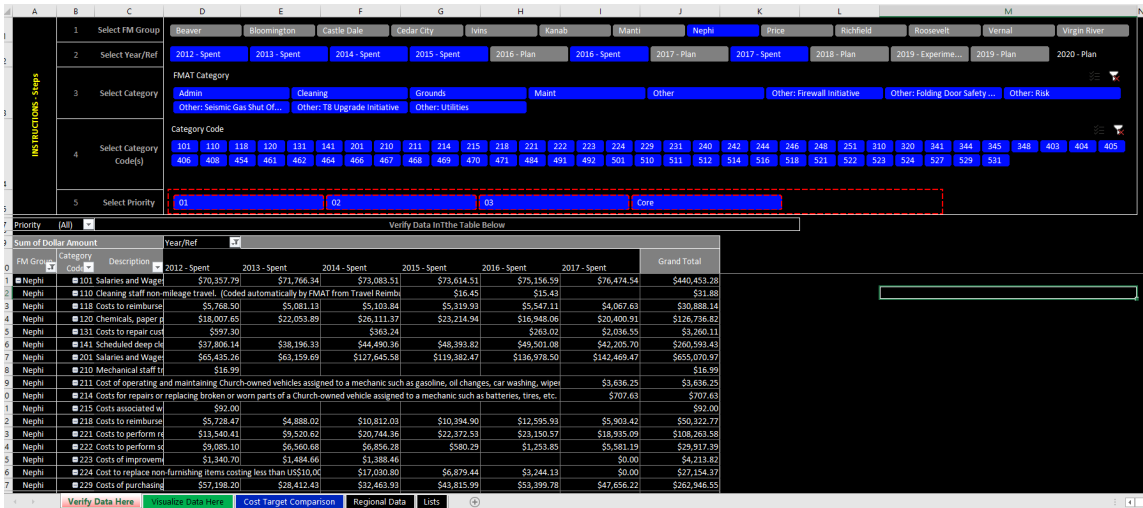 A B C D E F G H I J K L M N
1 Select FM Group Beaver Bloomington Castle Dale Cedar City Ivins Kanab Manti Nephi Price Richfield Roosevelt Vernal Virgin River
2 Select Year/Ref 2012 - Spent 2013 - Spent 2014 - Spent 2015 - Spent 2016 - Plan 2016 - Spent 2017 - Plan 2017 - Spent 2018 - Plan 2019 - Experime... 2019 - Plan 2020 - Plan
INSTRUCTIONS - Steps
FMAT Category
3 Select Category Admin Cleaning Grounds Maint Other Other: Firewall Initiative Other: Folding Door Safety ... Other: Risk
Other: Seismic Gas Shut Of... Other: T8 Upgrade Initiative Other: Utilities
Category Code
4 Select Category Code(s) 101 110 118 120 131 141 201 210 211 214 215 218 221 222 223 224 229 231 240 242 244 246 248 251 310 320 341 344 345 348 403 404 405
406 408 454 461 462 464 466 467 468 469 470 471 484 491 492 501 510 511 512 514 516 518 521 522 523 524 527 529 531
5 Select Priority 01 02 03 Core
Priority (All) Verify Data InTthe Table Below
Sum of Dollar Amount Year/Ref
FM Group Category Code Description 2012 - Spent 2013 - Spent 2014 - Spent 2015 - Spent 2016 - Spent 2017 - Spent Grand Total
Nephi 101 Salaries and Wage $70,357.79 $71,766.34 $73,083.51 $73,614.51 $75,156.59 $76,474.54 $440,453.28
Nephi 110 Cleaning staff non-mileage travel. (Coded automatically by FMAT from Travel Reimb $16.45 $15.43 $31.88
Nephi 118 Costs to reimburse $5,768.50 $5,081.13 $5,103.84 $5,319.93 $5,547.11 $4,067.63 $30,888.14
Nephi 120 Chemicals, paper p $18,007.65 $22,053.89 $26,111.37 $23,214.94 $16,948.06 $20,400.91 $126,736.82
Nephi 131 Costs to repair cust $597.30 $363.24 $263.02 $2,036.55 $3,260.11
Nephi 141 Scheduled deep cle $37,806.14 $38,196.33 $44,490.36 $48,393.82 $49,501.08 $42,205.70 $260,593.43
Nephi 201 Salaries and Wage $65,435.26 $63,159.69 $127,645.58 $119,382.47 $136,978.50 $142,469.47 $655,070.97
Nephi 210 Mechanical staff tr $16.99 $16.99
Nephi 211 Cost of operating and maintaining Church-owned vehicles assigned to a mechanic such as gasoline, oil changes, car washing, wiper $3,636.25 $3,636.25
Nephi 214 Costs for repairs or replacing broken or worn parts of a Church-owned vehicle assigned to a mechanic such as batteries, tires, etc. $707.63 $707.63
Nephi 215 Costs associated w $92.00 $92.00
Nephi 218 Costs to reimburse $5,728.47 $4,888.02 $10,812.03 $10,394.90 $12,595.93 $5,903.42 $50,322.77
Nephi 221 Costs to perform re $13,540.41 $9,520.62 $20,744.36 $22,372.53 $23,150.57 $18,935.09 $108,263.58
Nephi 222 Costs to perform sc $9,085.10 $6,560.68 $6,856.28 $580.29 $1,253.85 $5,581.19 $29,917.39
Nephi 223 Costs of improvem $1,340.70 $1,484.66 $1,388.46 $0.00 $4,213.82
Nephi 224 Cost to replace non-furnishing items costing less than US$10,00 $17,030.80 $6,879.44 $3,244.13 $0.00 $27,154.37
Nephi 229 Costs of purchasing $57,198.20 $28,412.43 $32,463.93 $43,815.99 $53,399.78 $47,656.22 $262,946.55
Verify Data Here Visualize Data Here Cost Target Comparison Regional Data Lists